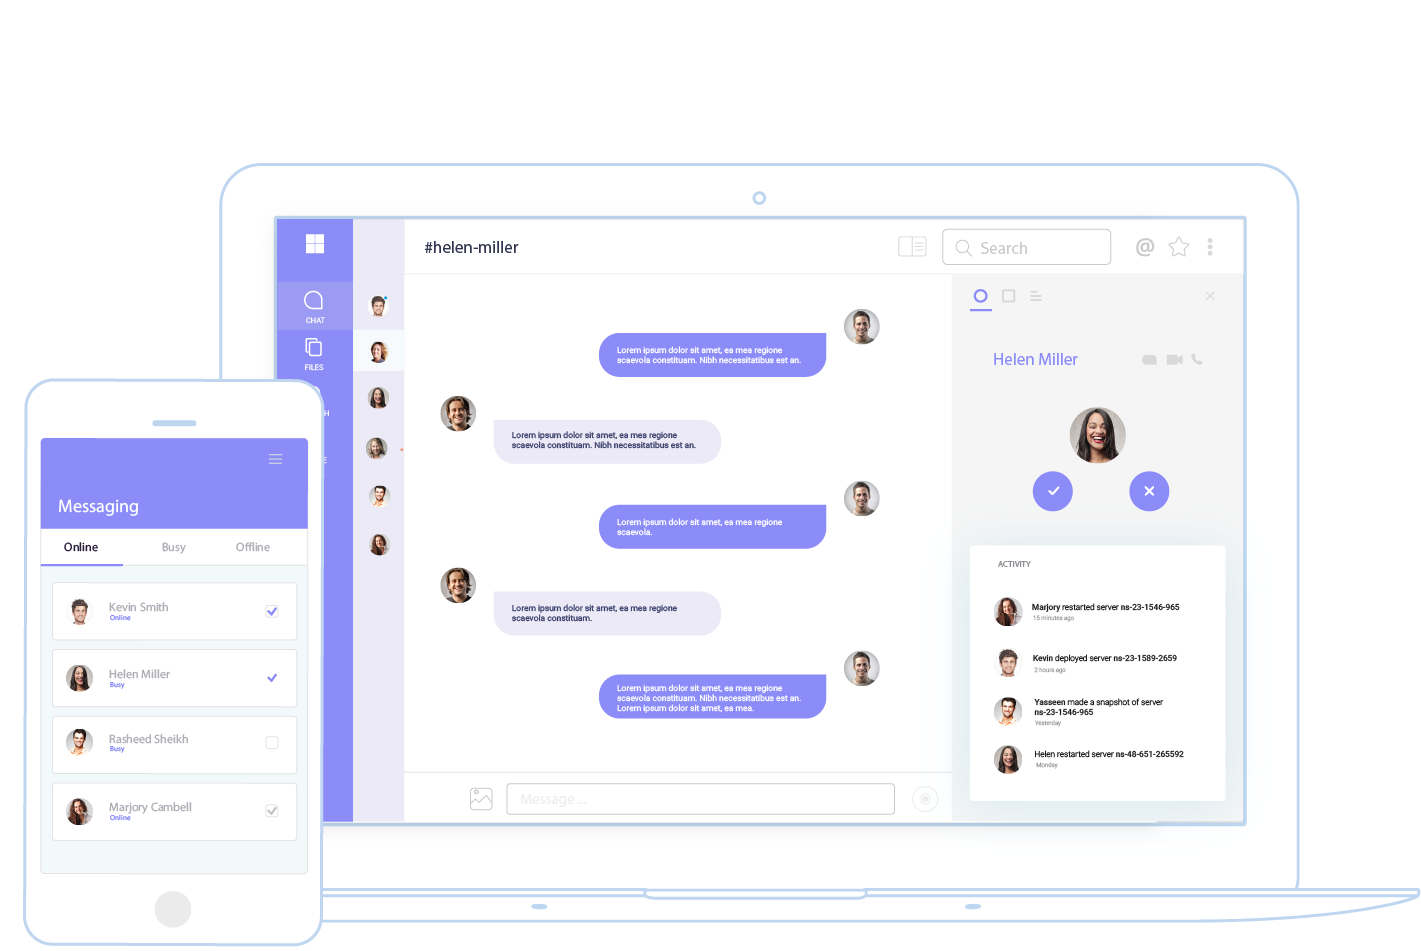 #helen-miller
Search
@
CHAT
FILES
H
E
Lorem ipsum dolor sit amet, ea mea regione
scaevola constituam. Nibh necessitatibus est an.
Lorem ipsum dolor sit amet, ea mea regione
scaevola constituam. Nibh necessitatibus est an.
Lorem ipsum dolor sit amet, ea mea regione
scaevola.
Lorem ipsum dolor sit amet, ea mea regione
scaevola constituam.
Lorem ipsum dolor sit amet, ea mea regione
scaevola constituam. Nibh necessitatibus est an.
Lorem ipsum dolor sit amet, ea mea.
Message ...
Helen Miller
ACTIVITY
Marjory restarted server ns-23-1546-965
15 minutes ago
Kevin deployed server ns-23-1589-2659
2 hours ago
Yasseen made a snapshot of server
ns-23-1546-965
Yesterday
Helen restarted server ns-48-651-265592
Monday
Messaging
Online Busy Offline
Kevin Smith
Online
Helen Miller
Busy
Rasheed Sheikh
Busy
Marjory Cambell
Online